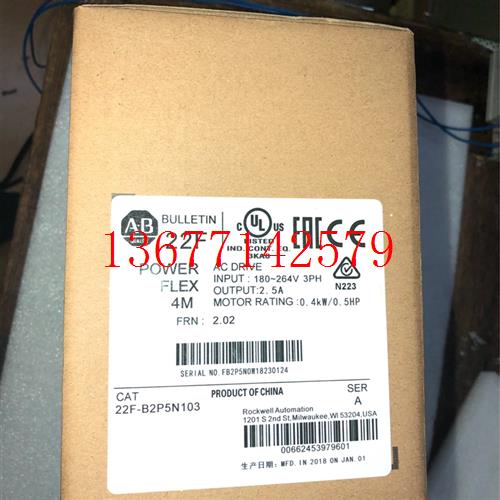 AB
BULLETIN
22F
C UL US
LISTED
IND. CONT. EQ.
3KA8
EAC CE
N223
13677142579
POWER
FLEX
4M
AC DRIVE
INPUT : 180~264V 3PH
OUTPUT: 2.5A
MOTOR RATING : 0.4kW/0.5HP
FRN : 2.02
SERIAL NO. FB2P5N0W18230124
CAT
22F-B2P5N103
PRODUCT OF CHINA
SER
A
Rockwell Automation
1201 S 2nd St.Milwaukee,WI 53204,USA
00662453979601
生产日期: MFD. IN 2018 ON JAN. 01